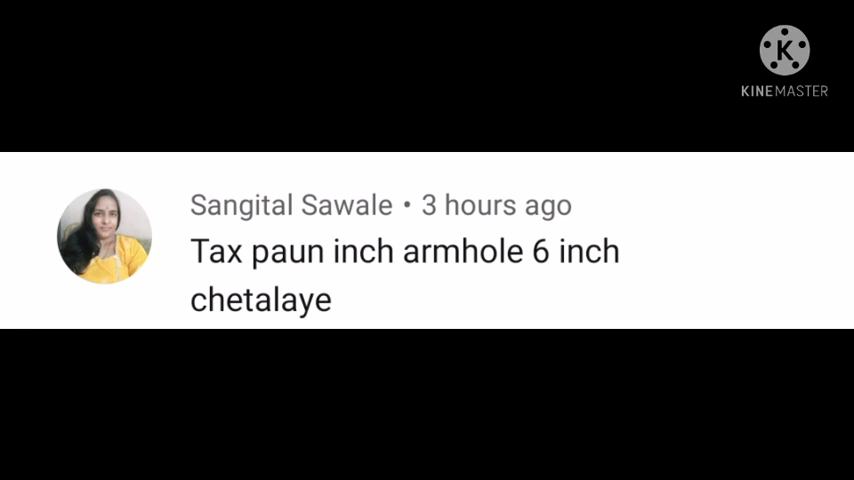 KINEMASTER
Sangital Sawale • 3 hours ago
Tax paun inch armhole 6 inch
chetalaye